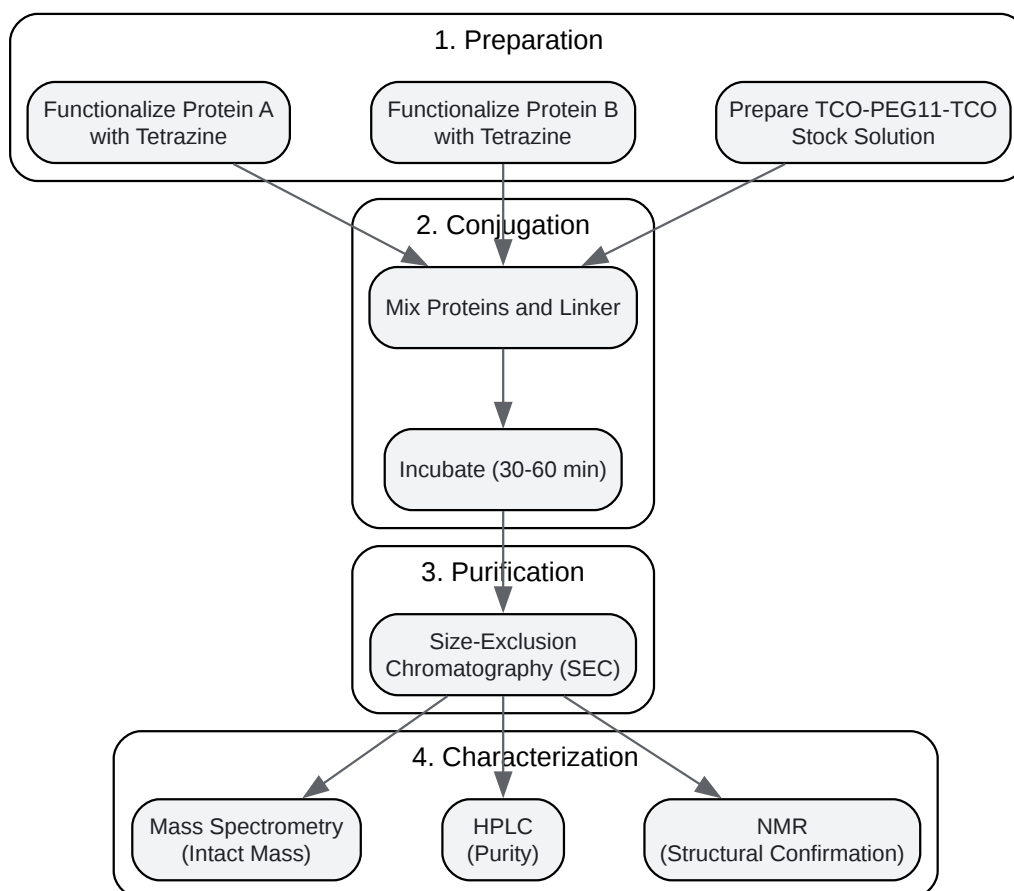 1. Preparation
Functionalize Protein A
with Tetrazine
Functionalize Protein B
with Tetrazine
Prepare TCO-PEG11-TCO
Stock Solution
2. Conjugation
Mix Proteins and Linker
Incubate (30-60 min)
3. Purification
Size-Exclusion
Chromatography (SEC)
4. Characterization
Mass Spectrometry
(Intact Mass)
HPLC
(Purity)
NMR
(Structural Confirmation)